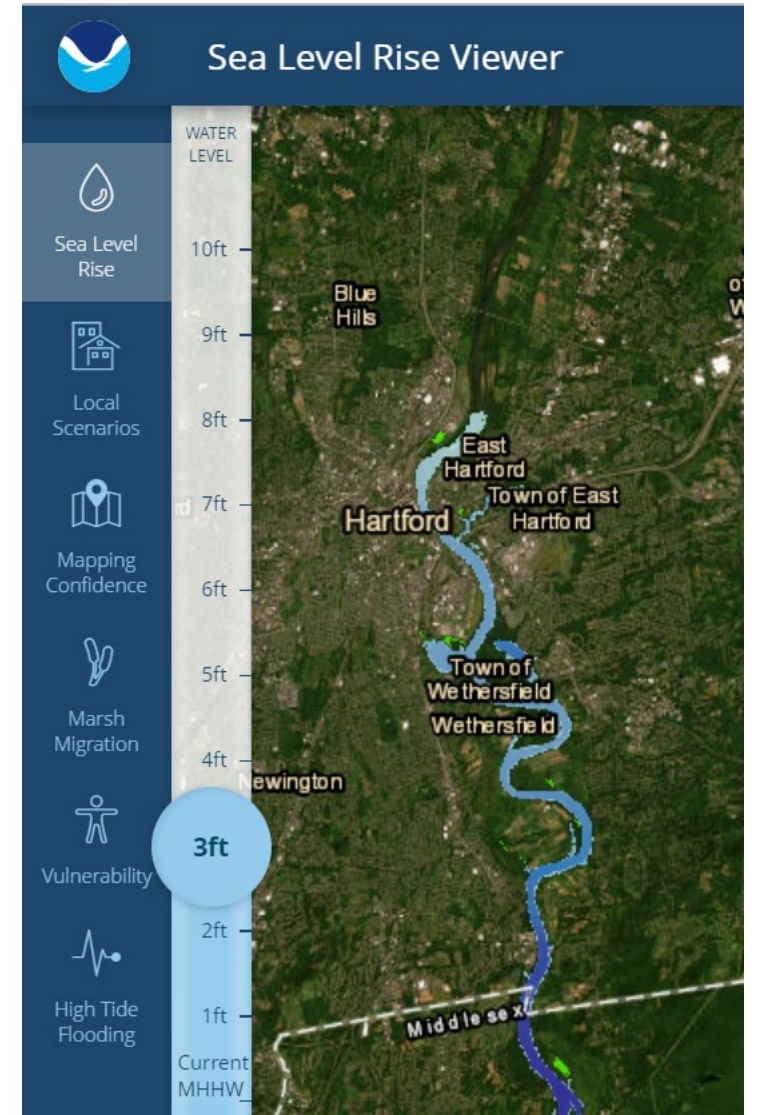 Sea Level Rise Viewer
WATER
LEVEL
Sea Level
Rise
10ft
Blue
Hills
9ft
Local
Scenarios
8ft
East
Hartford
7ft
Town of East
Hartford
Hartford
Mapping
Confidence
6ft
5ft
Town of
Wethersfield
Wethersfield
Marsh
Migration
4ft
Newington
3ft
Vulnerability
2ft
High Tide
Flooding
1ft
Middlesex
Current
MHHW